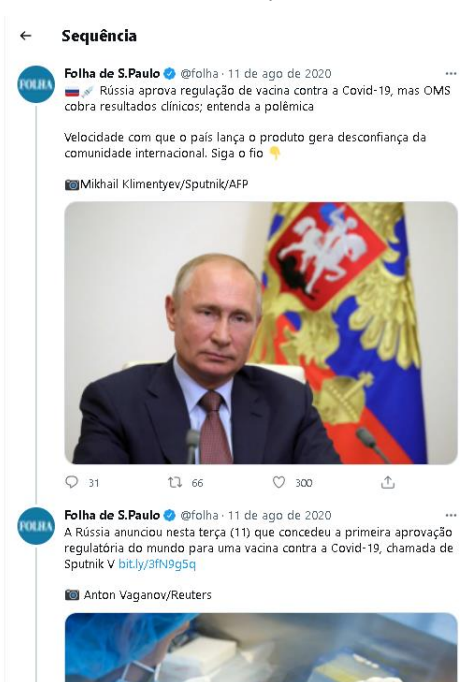 Sequência
FOLHA
Folha de S.Paulo @folha · 11 de ago de 2020
Rússia aprova regulação de vacina contra a Covid-19, mas OMS
cobra resultados clínicos; entenda a polêmica
Velocidade com que o país lança o produto gera desconfiança da
comunidade internacional. Siga o fio
Mikhail Klimentyev/Sputnik/AFP
31 66 300
FOLHA
Folha de S.Paulo @folha · 11 de ago de 2020
A Rússia anunciou nesta terça (11) que concedeu a primeira aprovação
regulatória do mundo para uma vacina contra a Covid-19, chamada de
Sputnik V bit.ly/3fN9g5q
Anton Vaganov/Reuters